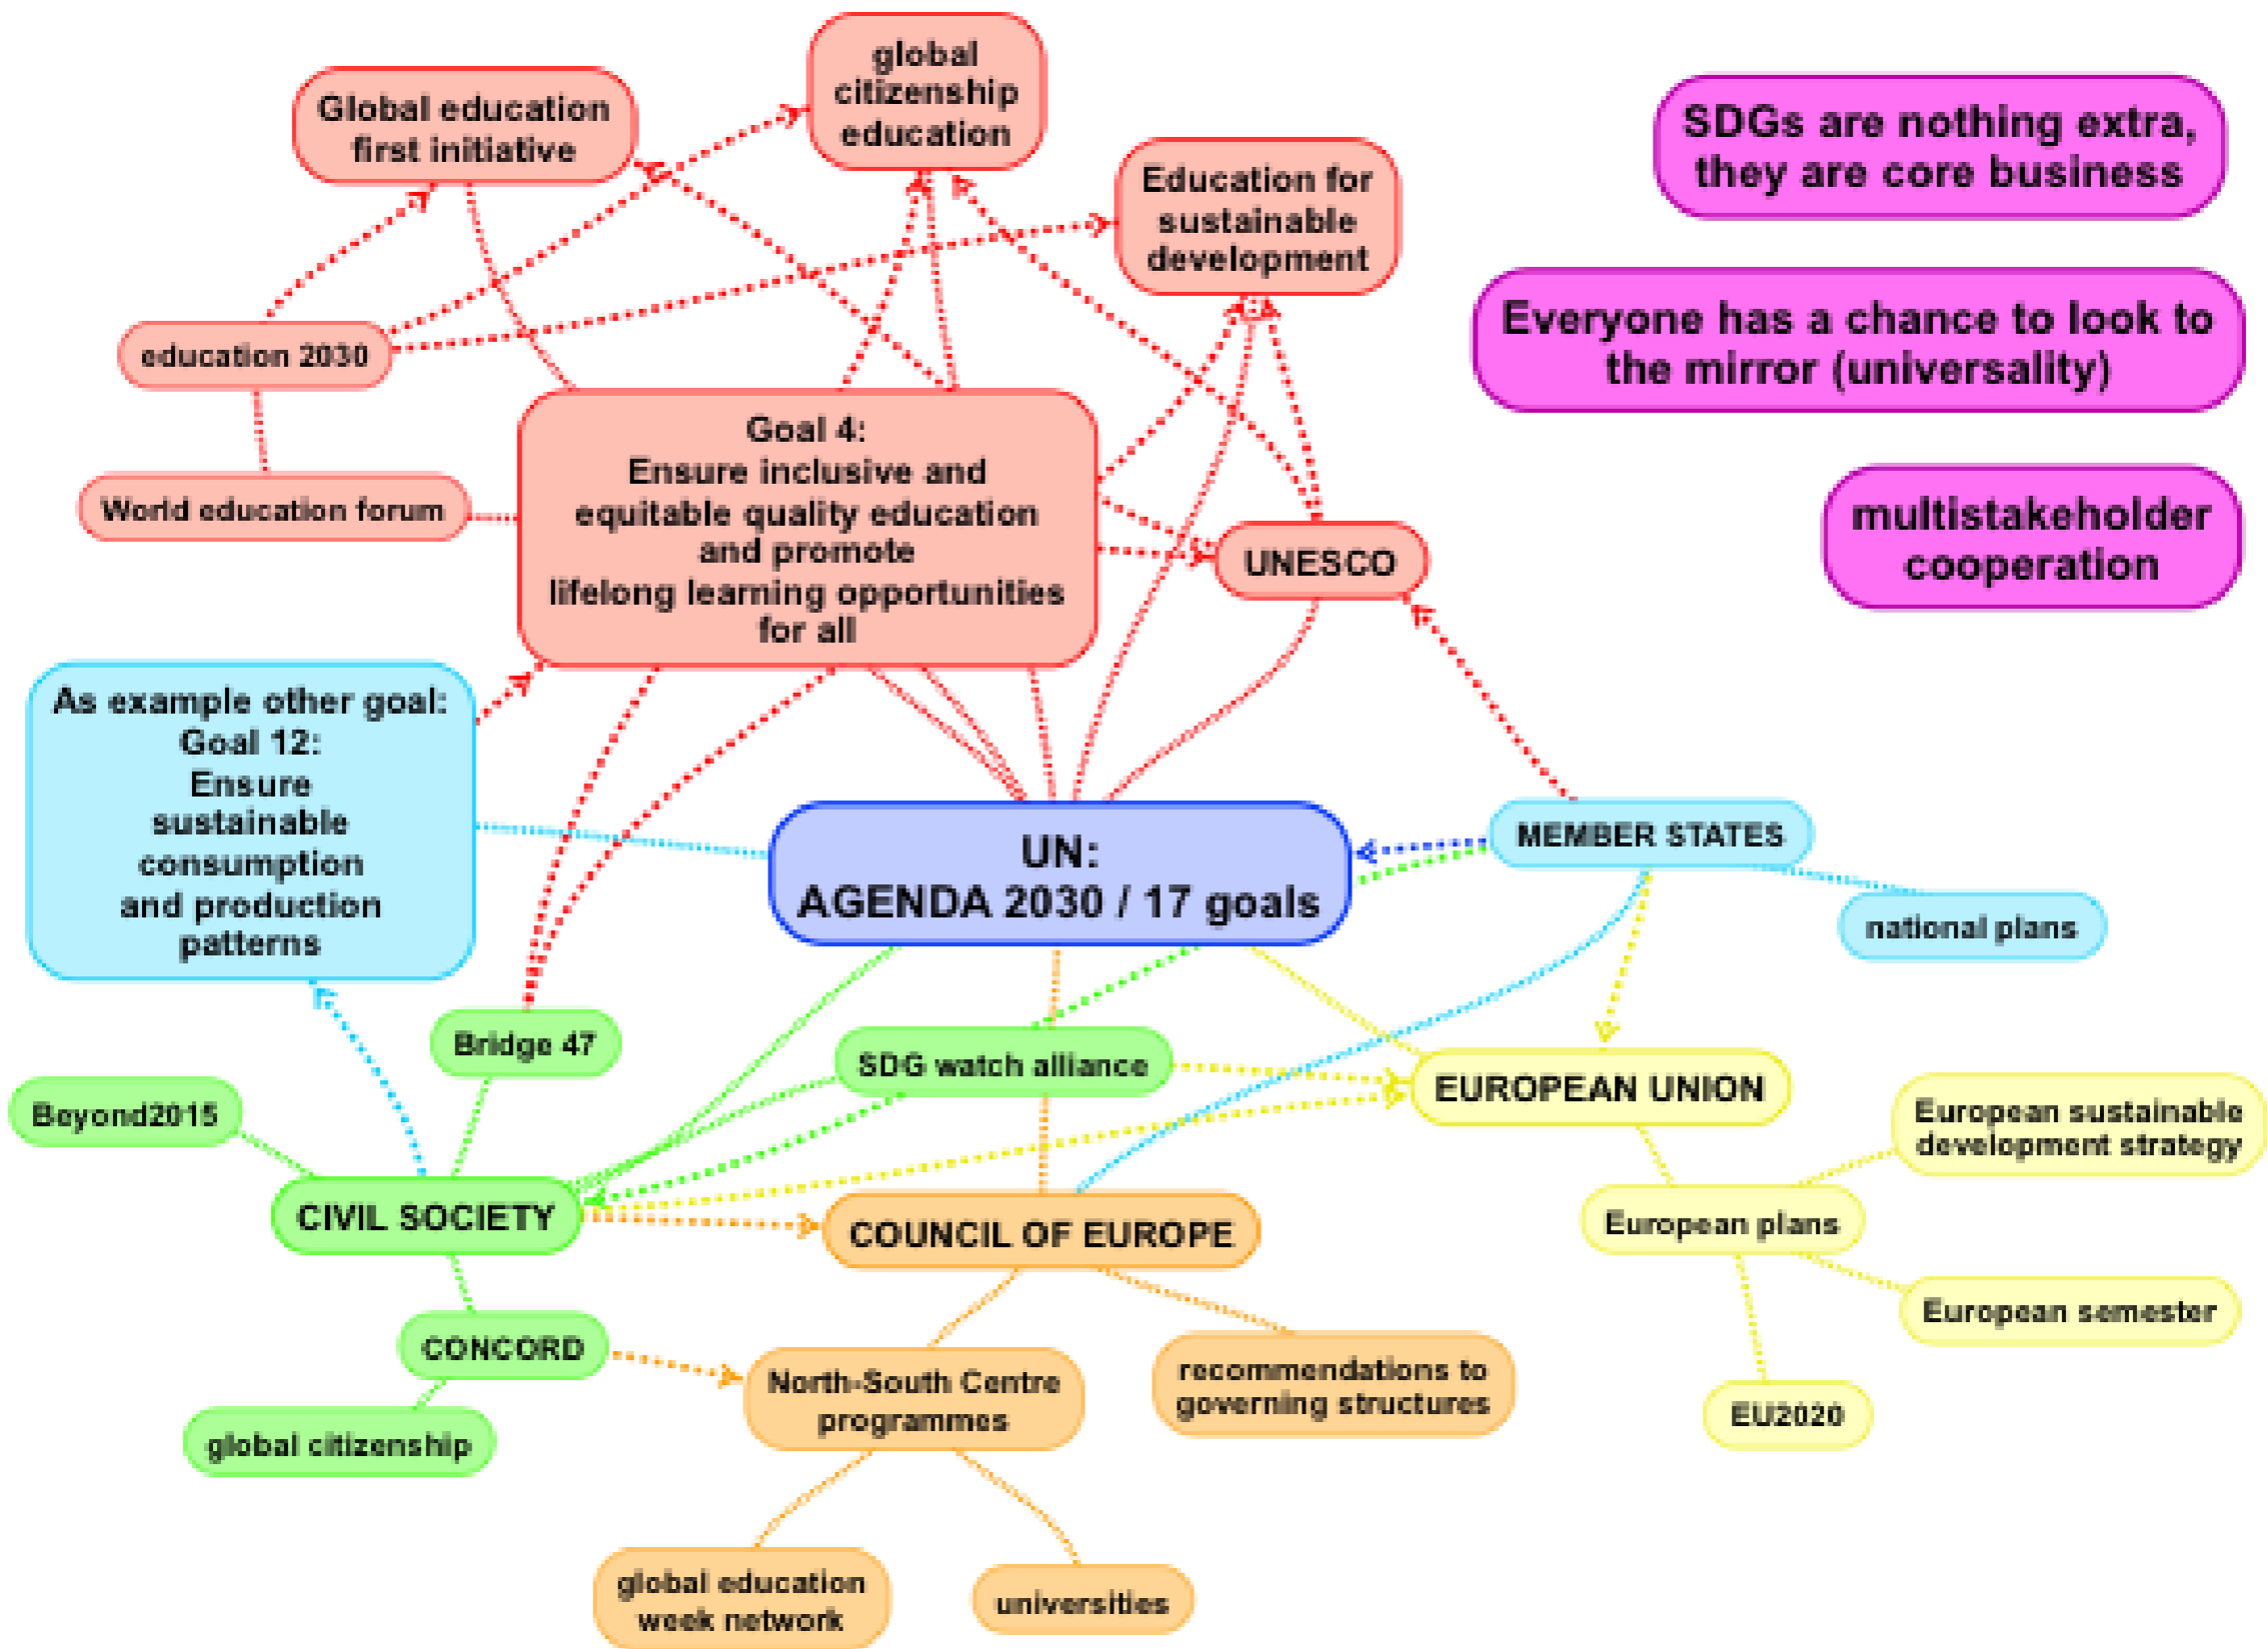 global
citizenship
education
Global education
first initiative
SDGs are nothing extra,
they are core business
Education for
sustainable
development
Everyone has a chance to look to
the mirror (universality)
education 2030
Goal 4:
Ensure inclusive and
equitable quality education
and promote
lifelong learning opportunities
for all
World education forum
UNESCO
multistakeholder
cooperation
As example other goal:
Goal 12:
Ensure
sustainable
consumption
and production
patterns
UN:
AGENDA 2030 / 17 goals
MEMBER STATES
national plans
Bridge 47
SDG watch alliance
EUROPEAN UNION
Beyond2015
European sustainable
development strategy
CIVIL SOCIETY
COUNCIL OF EUROPE
European plans
European semester
CONCORD
North-South Centre
programmes
recommendations to
governing structures
EU2020
global citizenship
global education
week network
universities